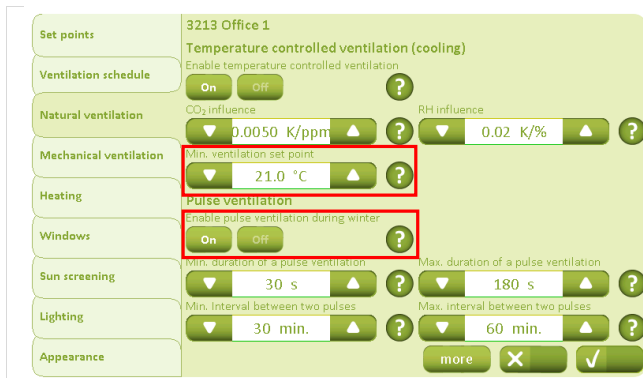 Set points
Ventilation schedule
Natural ventilation
Mechanical ventilation
Heating
Windows
Sun screening
Lighting
Appearance
3213 Office 1
Temperature controlled ventilation (cooling)
Enable temperature controlled ventilation
On Off ?
CO2 influence RH influence
0.0050 K/ppm ? 0.02 K/% ?
Min. ventilation set point
21.0 °C ?
Pulse ventilation
Enable pulse ventilation during winter
On Off ?
Min. duration of a pulse ventilation Max. duration of a pulse ventilation
30 s ? 180 s ?
Min. Interval between two pulses Max. interval between two pulses
30 min. ? 60 min. ?
more